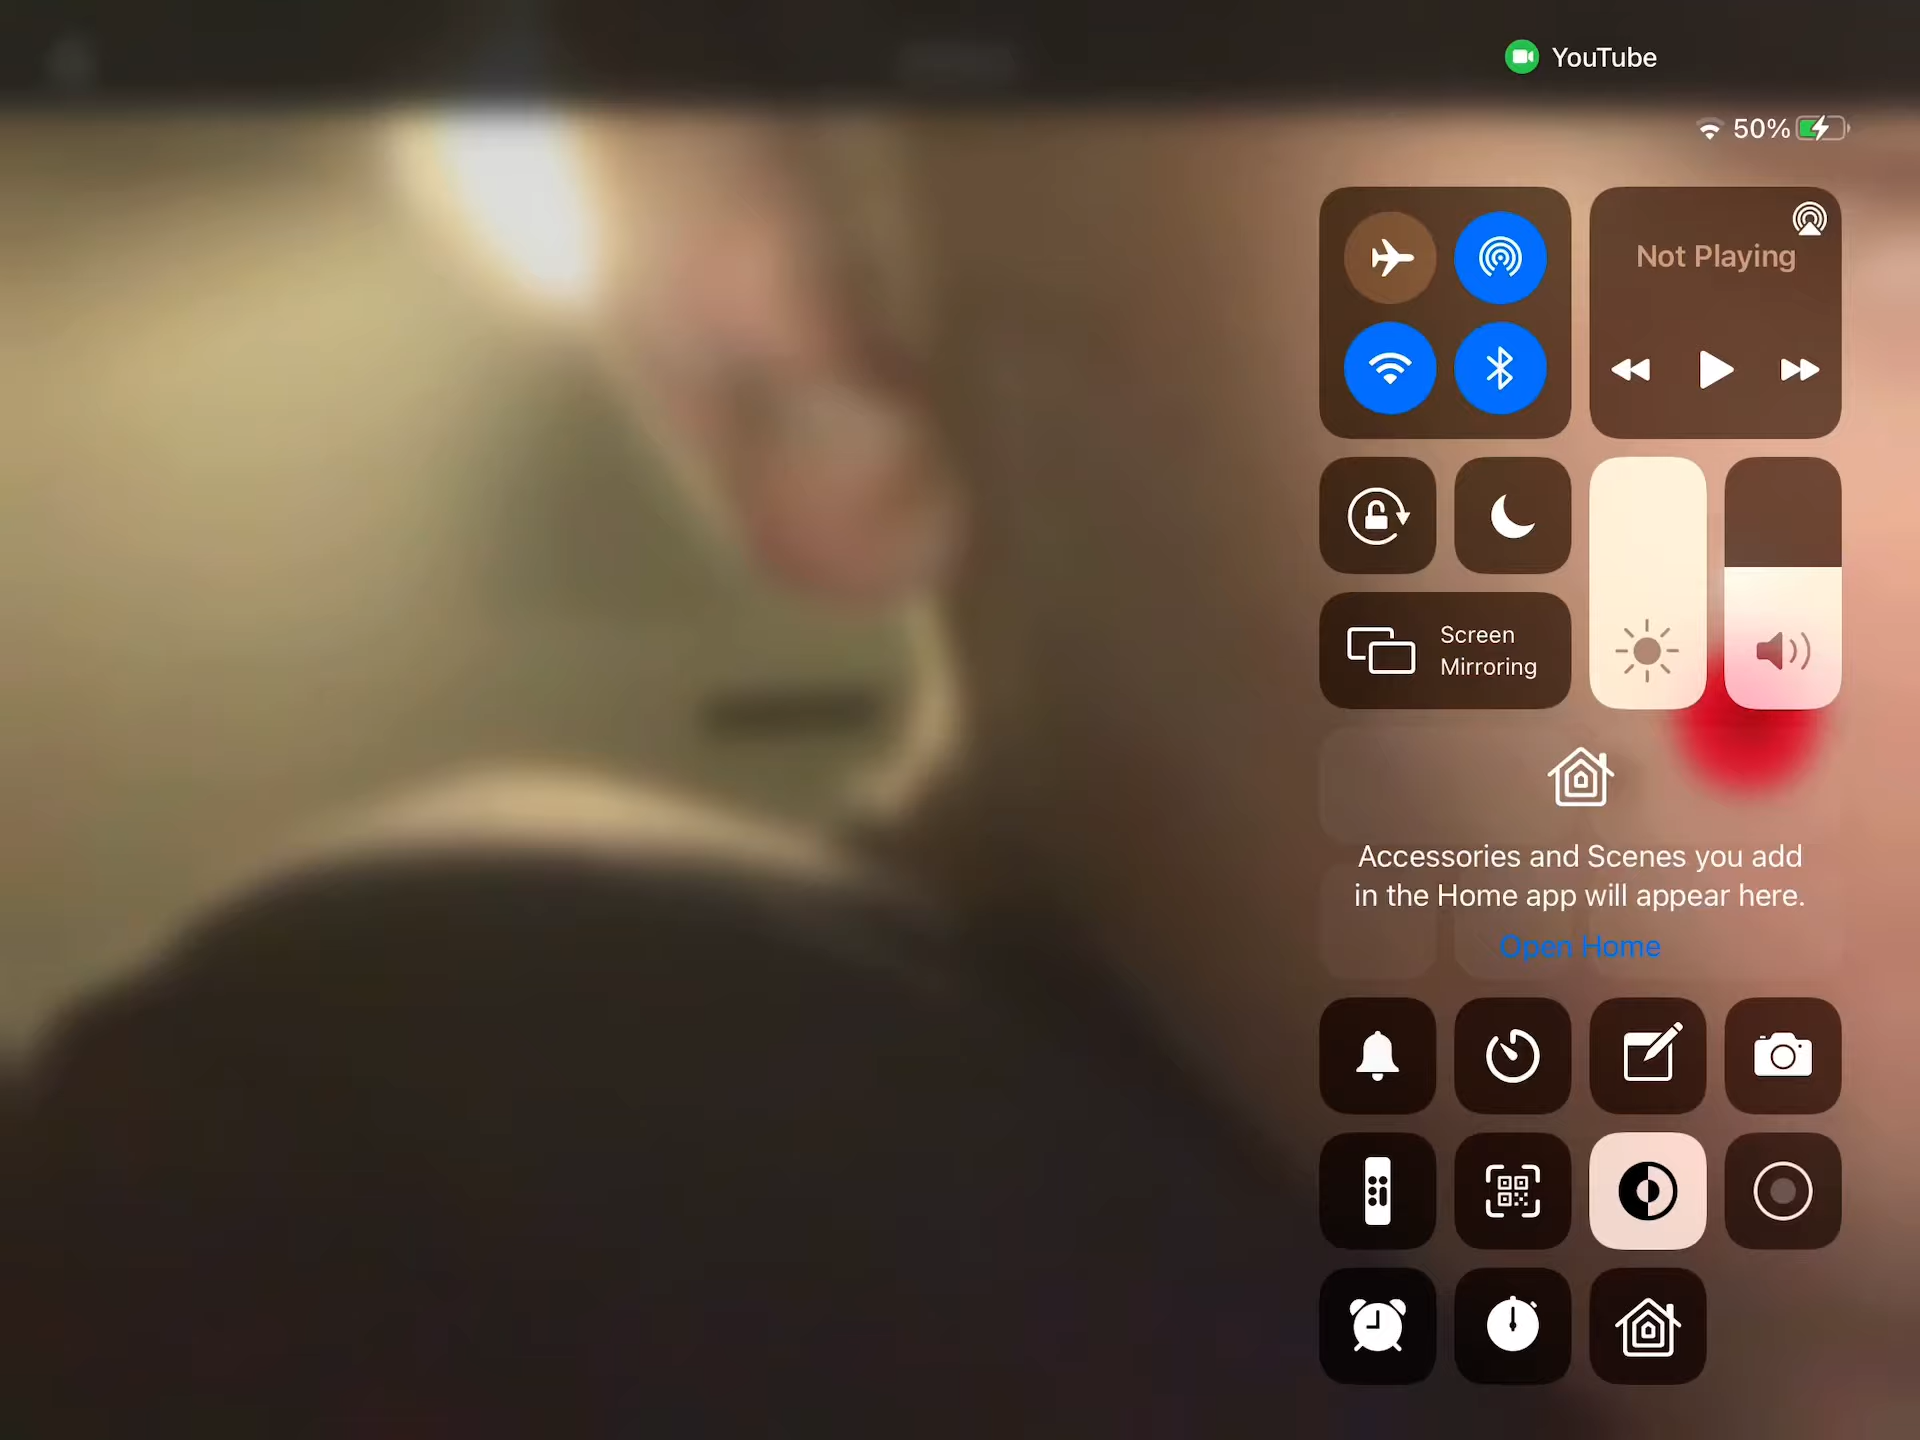 YouTube
50%
Not Playing
Screen
Mirroring
Accessories and Scenes you add
in the Home app will appear here.
Open Home